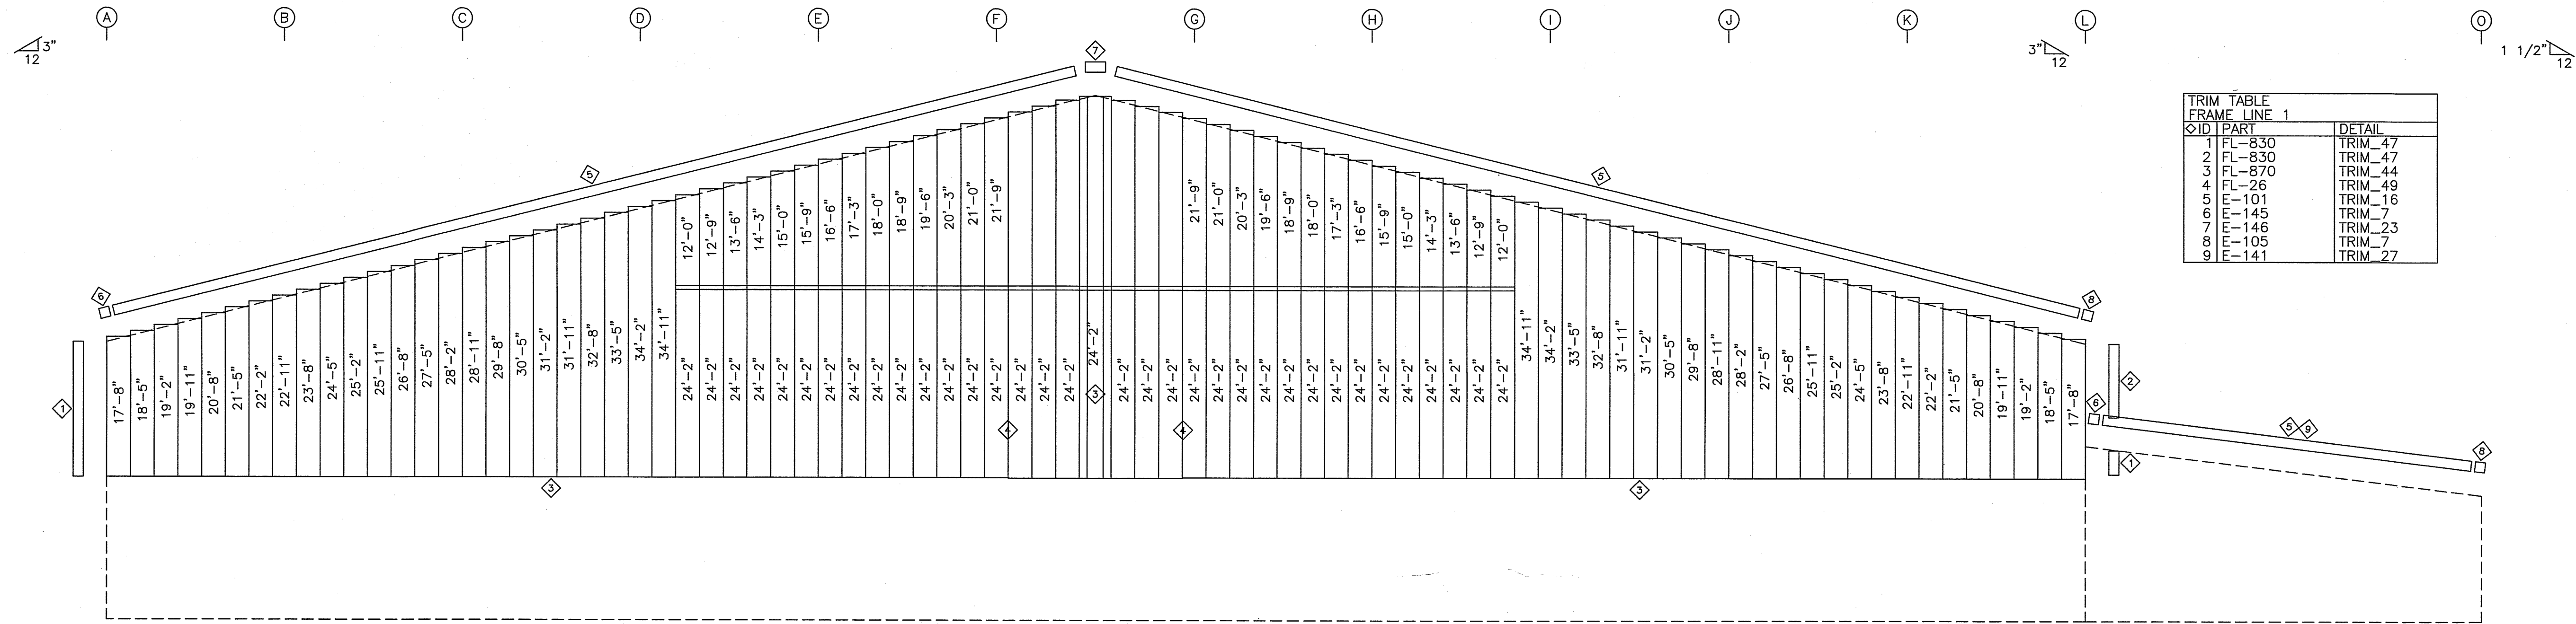 A B C D E F G H I J K L O
3" 12
3" 12
1 1/2" 12
TRIM TABLE
FRAME LINE 1
ID PART DETAIL
1 FL-830 TRIM_47
2 FL-830 TRIM_47
3 FL-870 TRIM_44
4 FL-26 TRIM_49
5 E-101 TRIM_16
6 E-145 TRIM_7
7 E-146 TRIM_23
8 E-105 TRIM_7
9 E-141 TRIM_27
7
5 5
12'-0" 12'-9" 13'-6" 14'-3" 15'-0" 15'-9" 16'-6" 17'-3" 18'-0" 18'-9" 19'-6" 20'-3" 21'-0" 21'-9" 21'-9" 21'-0" 20'-3" 19'-6" 18'-9" 18'-0" 17'-3" 16'-6" 15'-9" 15'-0" 14'-3" 13'-6" 12'-9" 12'-0"
6 8
17'-8" 18'-5" 19'-2" 19'-11" 20'-8" 21'-5" 22'-2" 22'-11" 23'-8" 24'-5" 25'-2" 25'-11" 26'-8" 27'-5" 28'-2" 28'-11" 29'-8" 30'-5" 31'-2" 31'-11" 32'-8" 33'-5" 34'-2" 34'-11" 24'-2" 24'-2" 24'-2" 24'-2" 24'-2" 24'-2" 24'-2" 24'-2" 24'-2" 24'-2" 24'-2" 24'-2" 24'-2" 24'-2" 24'-2" 24'-2" 24'-2" 24'-2" 24'-2" 24'-2" 24'-2" 24'-2" 24'-2" 24'-2" 24'-2" 24'-2" 24'-2" 24'-2" 24'-2" 24'-2" 24'-2" 24'-2" 24'-2" 24'-2" 24'-2" 34'-11" 34'-2" 33'-5" 32'-8" 31'-11" 31'-2" 30'-5" 29'-8" 28'-11" 28'-2" 27'-5" 26'-8" 25'-11" 25'-2" 24'-5" 23'-8" 22'-11" 22'-2" 21'-5" 20'-8" 19'-11" 19'-2" 18'-5" 17'-8"
1 3 2
6 5 9
4 4 8
1
3 3